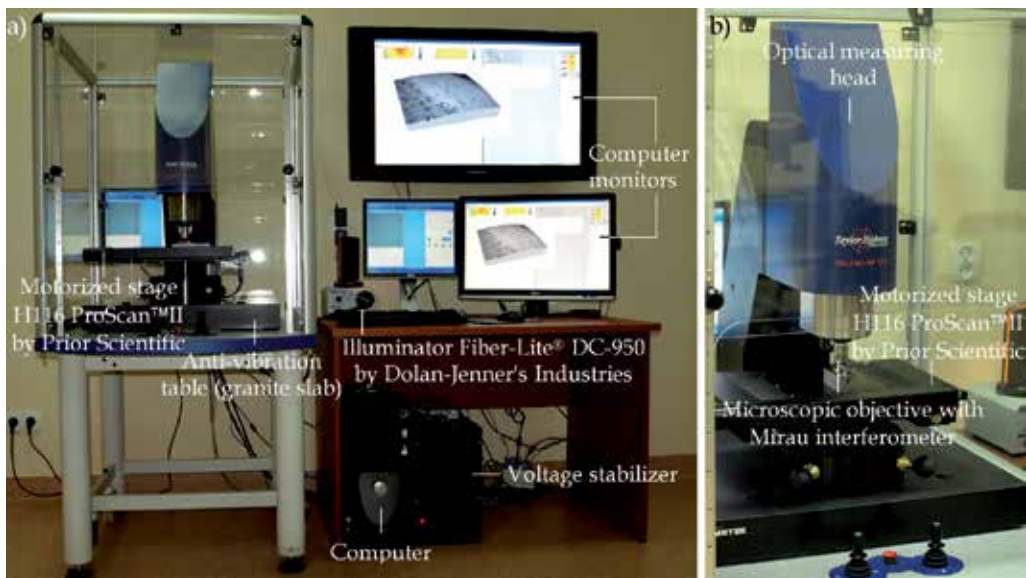 a)
Computer
monitors
Motorized stage
H116 ProScan™II
by Prior Scientific
Anti-vibration
table (granite slab)
Illuminator Fiber-Lite® DC-950
by Dolan-Jenner's Industries
Voltage stabilizer
Computer
b)
Optical measuring
head
Motorized stage
H116 ProScan™II
by Prior Scientific
Microscopic objective with
Mirau interferometer